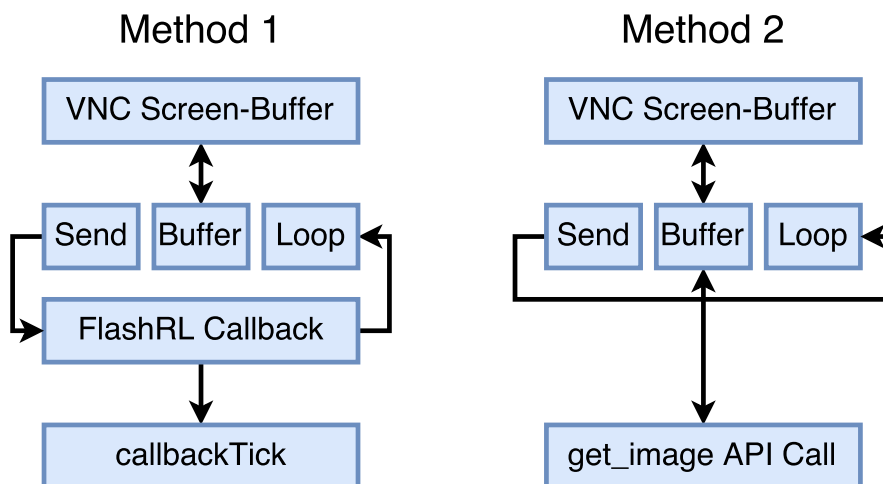 Method 1
VNC Screen-Buffer
Send
Buffer
Loop
FlashRL Callback
callbackTick
Method 2
VNC Screen-Buffer
Send
Buffer
Loop
get_image API Call